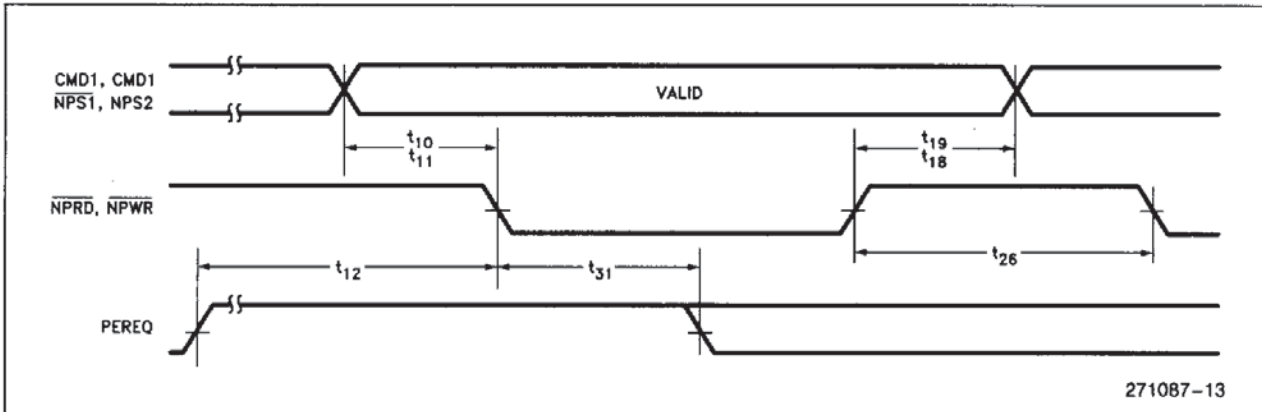 CMD1, CMD1
NPS1, NPS2
VALID
t10
t11
t19
t18
NPRD, NPWR
t12
t31
t26
PEREQ
271087-13